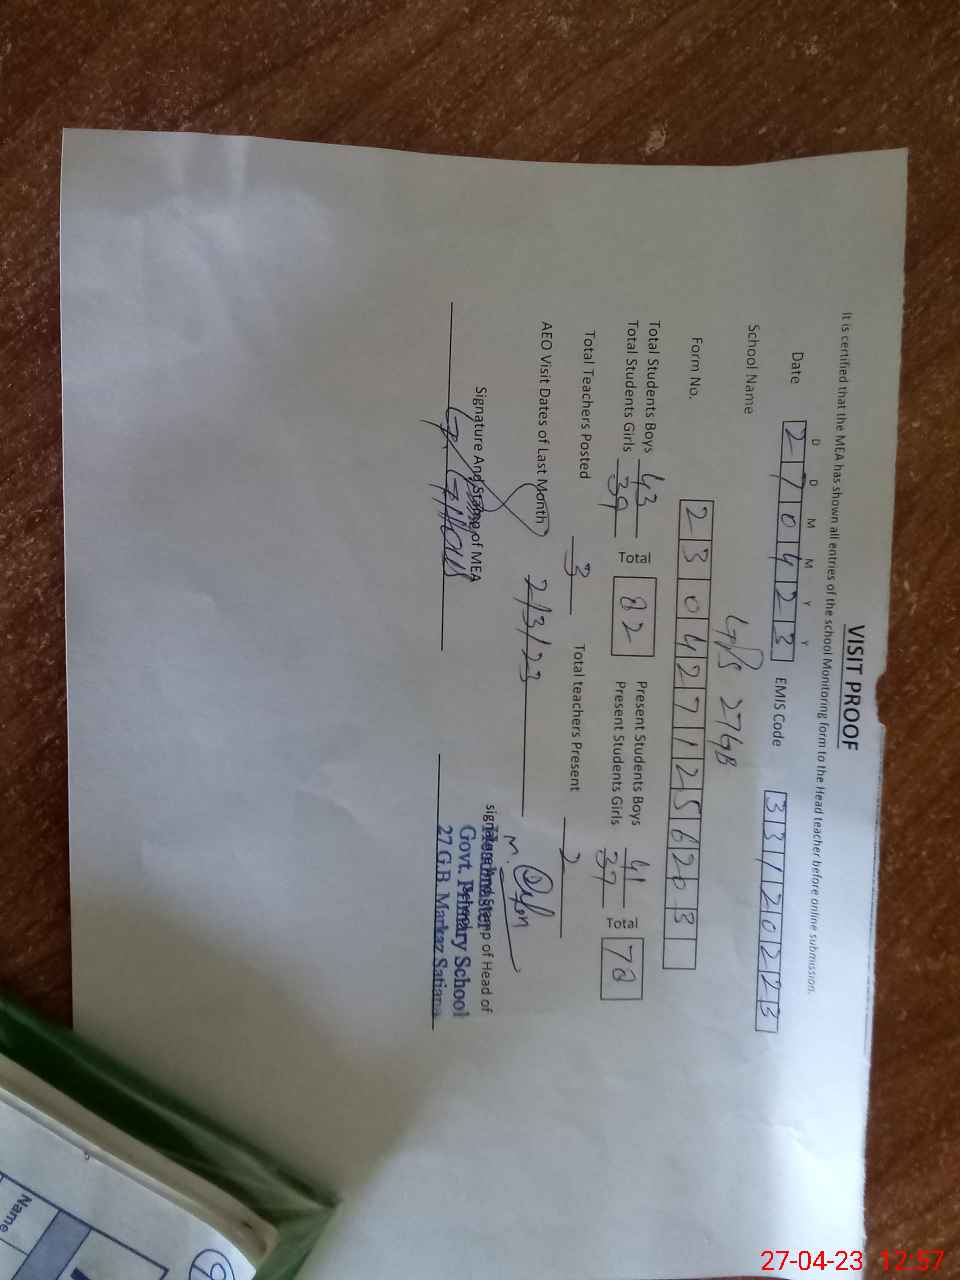 VISIT PROOF
It is certified that the MEA has shown all entries of the school Monitoring form to the Head teacher before online submission.
D D M M Y Y
Date 2 7 0 4 2 3 EMIS Code 3 3 1 2 0 2 2 3
School Name G/P/S 27 GB
Form No. 2 3 0 4 2 7 1 2 5 6 2 0 3
Total Students Boys 43 Total 82 Present Students Boys 41 Total 78
Total Students Girls 39 Present Students Girls 37
Total Teachers Posted 3 Total teachers Present 2
AEO Visit Dates of Last Month 2/3/23
Signature And Stamp of MEA
signature And Stamp of Head of
Headmaster
Govt. Primary School
27 G.B Markaz Satiana
Name
27-04-23 12:57